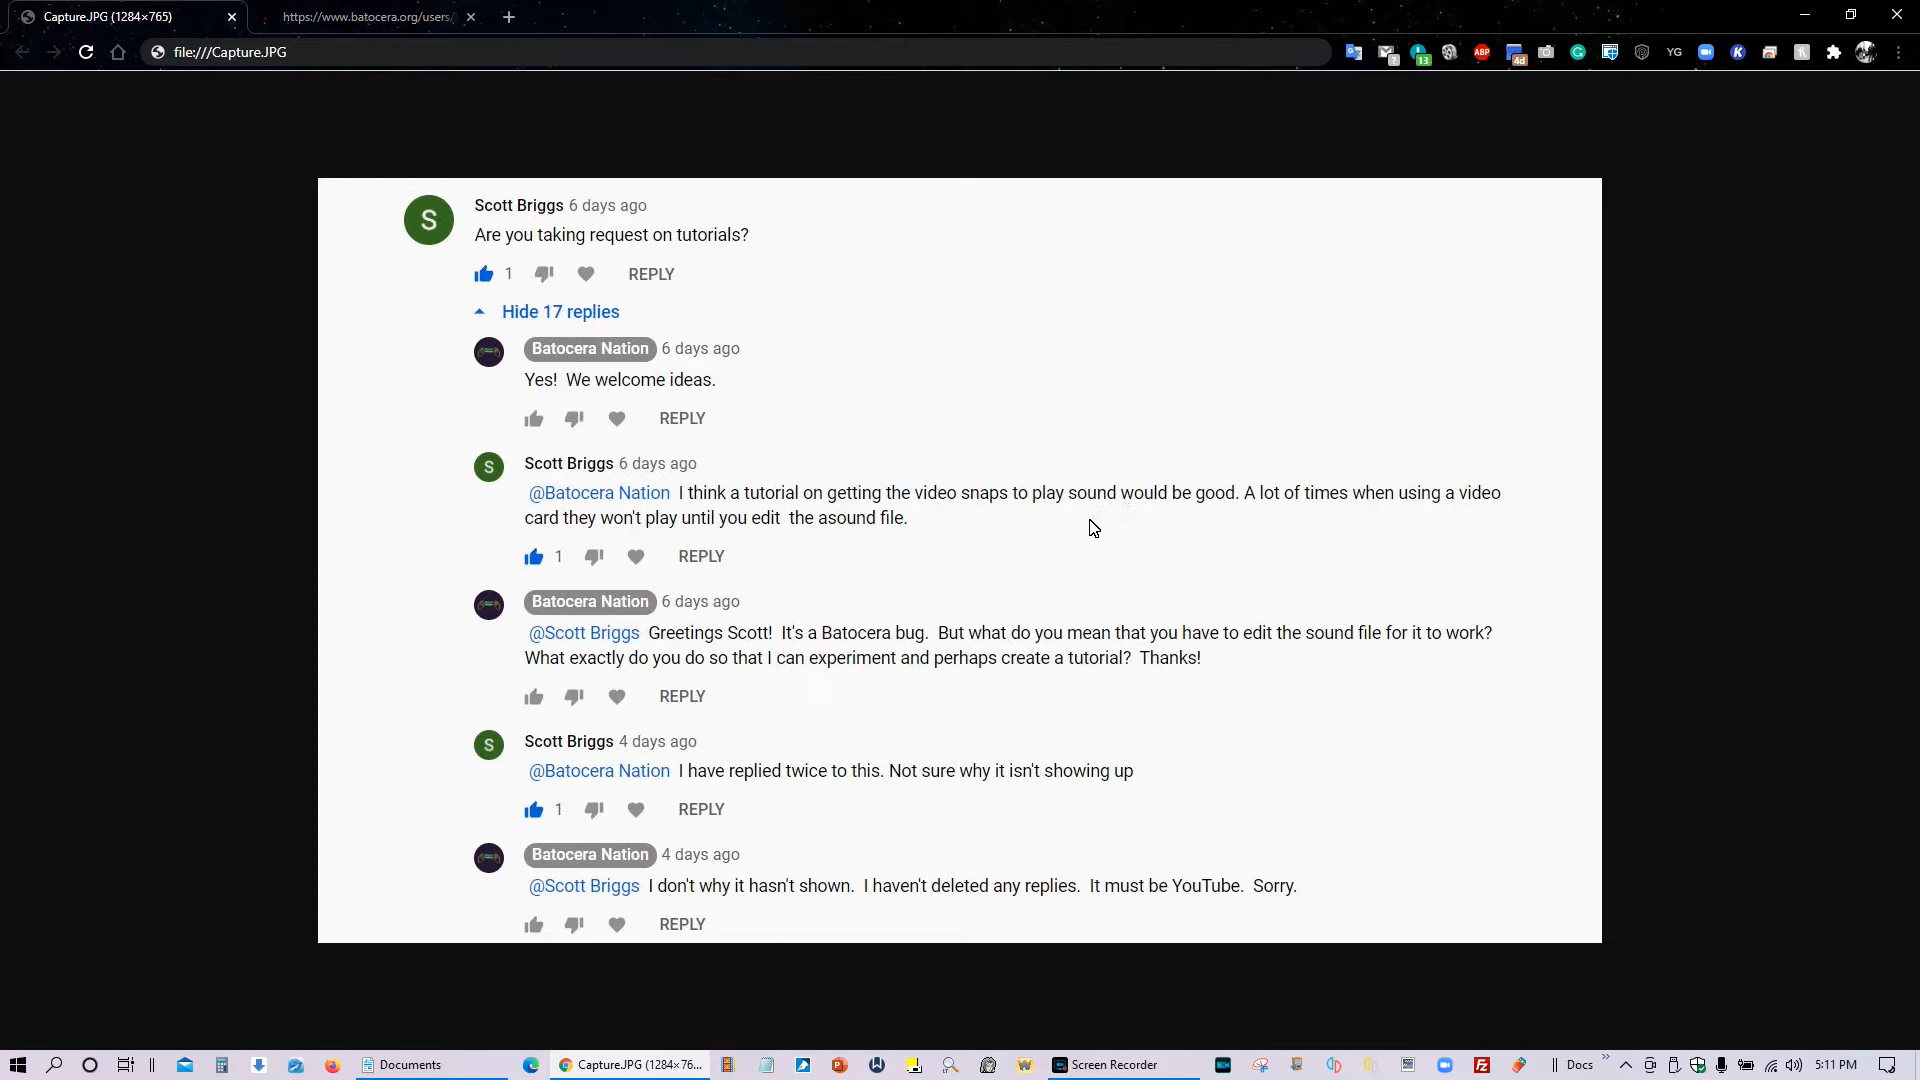 Capture.JPG (1284×765)
https://www.batocera.org/users/
file:///Capture.JPG
13
ABP
4d
YG
S
Scott Briggs 6 days ago
Are you taking request on tutorials?
1 REPLY
Hide 17 replies
Batocera Nation 6 days ago
Yes!  We welcome ideas.
REPLY
S
Scott Briggs 6 days ago
@Batocera Nation I think a tutorial on getting the video snaps to play sound would be good. A lot of times when using a video
card they won't play until you edit  the asound file.
1 REPLY
Batocera Nation 6 days ago
@Scott Briggs Greetings Scott!  It's a Batocera bug.  But what do you mean that you have to edit the sound file for it to work?
What exactly do you do so that I can experiment and perhaps create a tutorial?  Thanks!
REPLY
S
Scott Briggs 4 days ago
@Batocera Nation I have replied twice to this. Not sure why it isn't showing up
1 REPLY
Batocera Nation 4 days ago
@Scott Briggs I don't why it hasn't shown.  I haven't deleted any replies.  It must be YouTube.  Sorry.
REPLY
Documents
Capture.JPG (1284×76...
Screen Recorder
Docs
5:11 PM